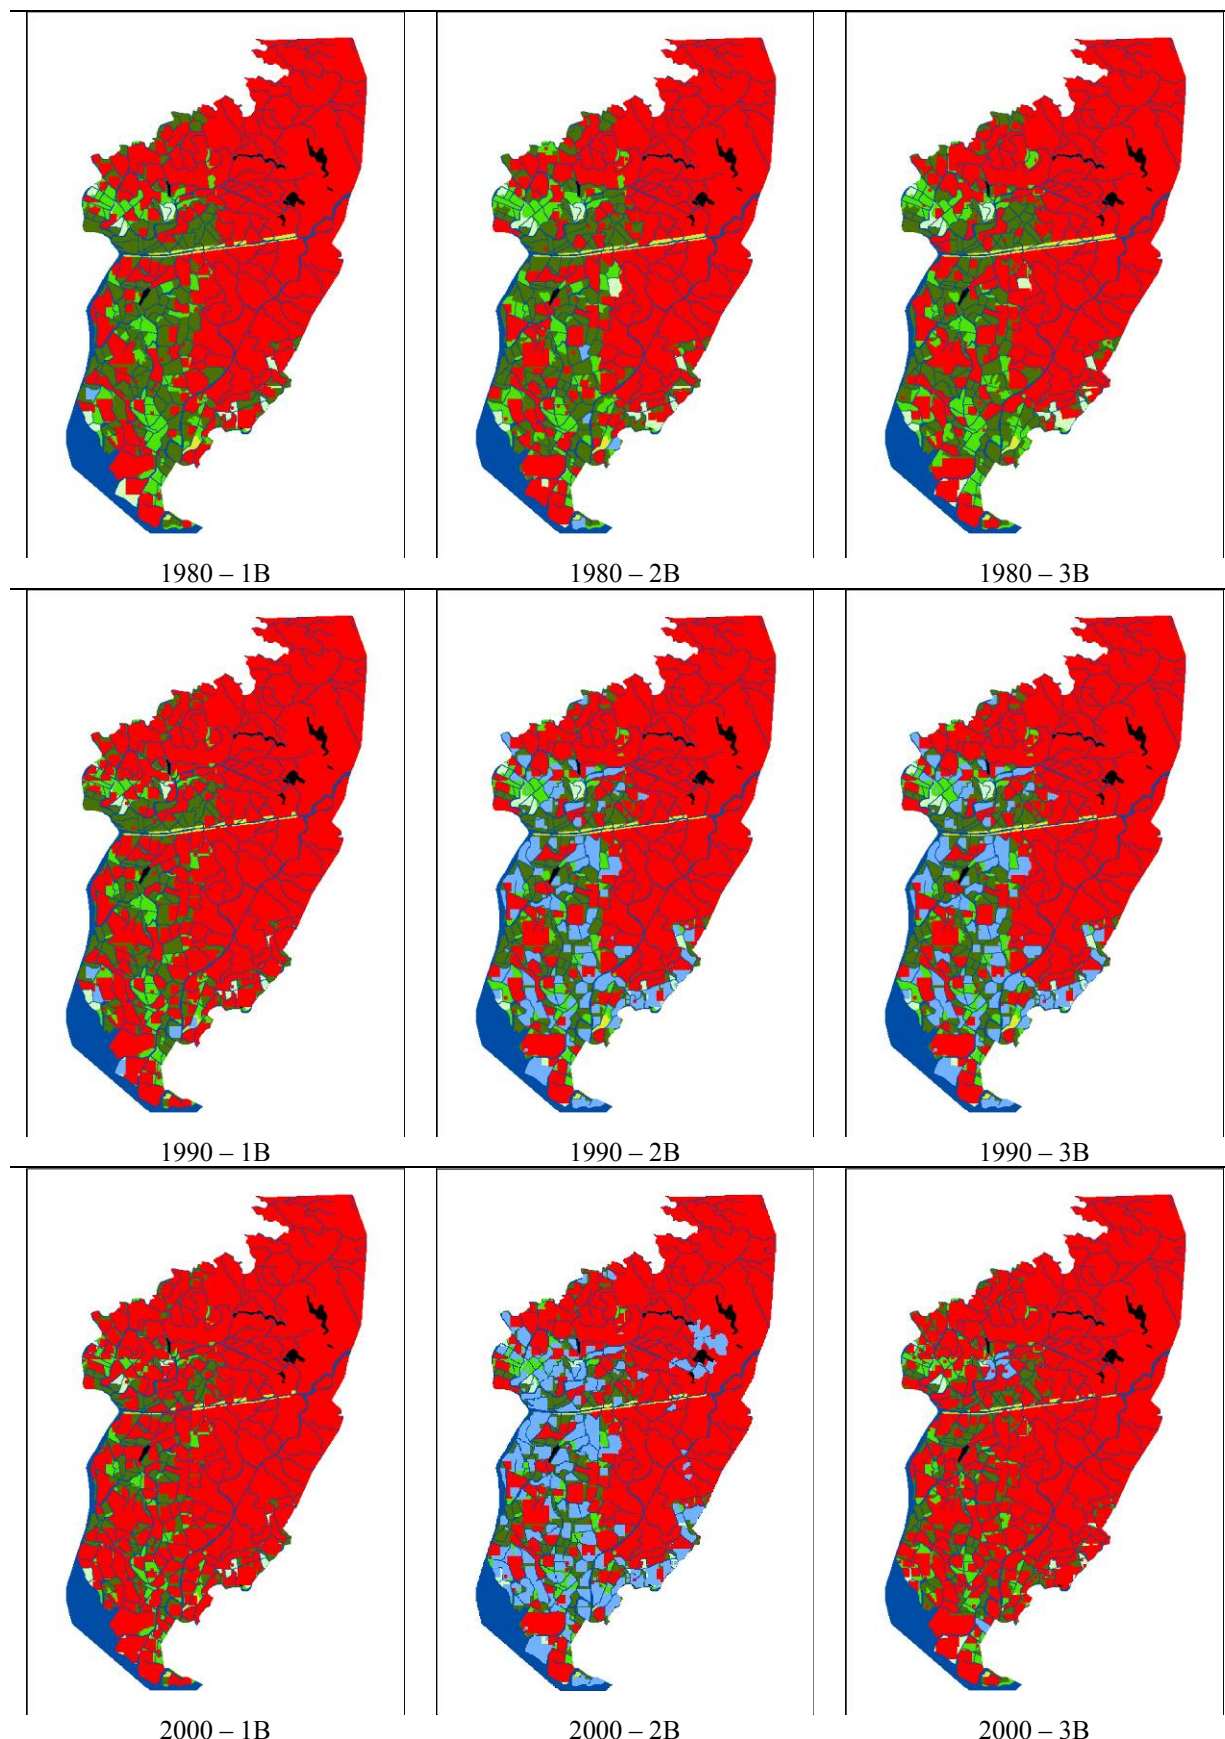 1980 – 1B
1980 – 2B
1980 – 3B
1990 – 1B
1990 – 2B
1990 – 3B
2000 – 1B
2000 – 2B
2000 – 3B